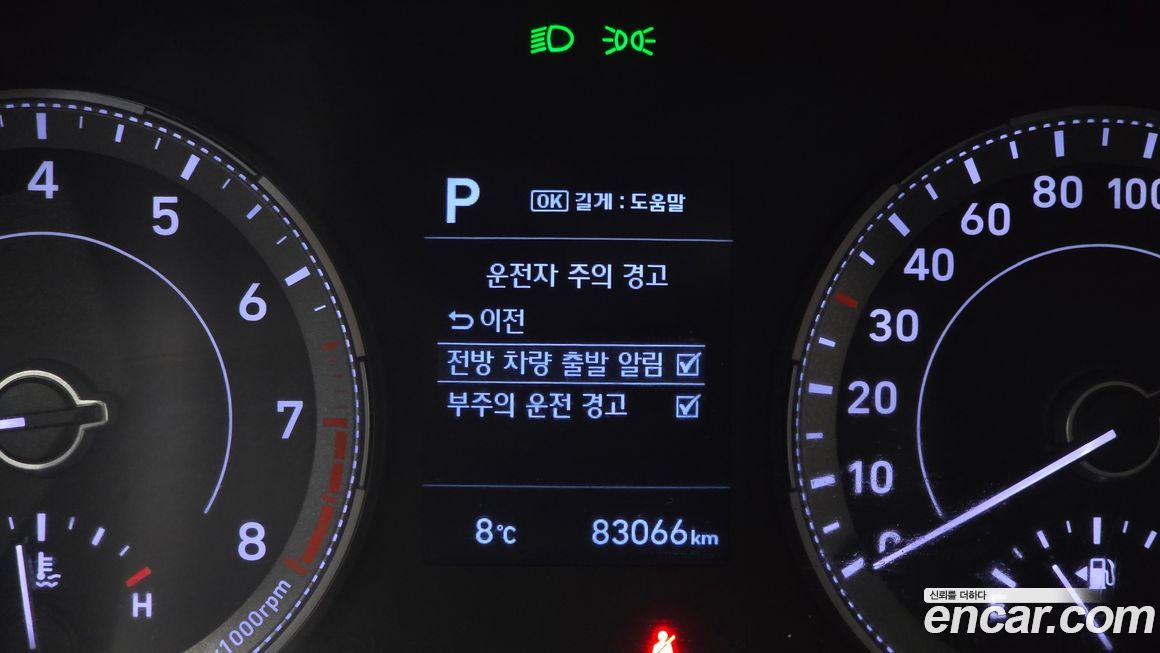 P
OK 길게 : 도움말
운전자 주의 경고
이전
전방 차량 출발 알림
부주의 운전 경고
8℃
83066km
4
5
6
7
8
1000rpm
H
0
10
20
30
40
60
80
100
신뢰를 더하다
encar.com